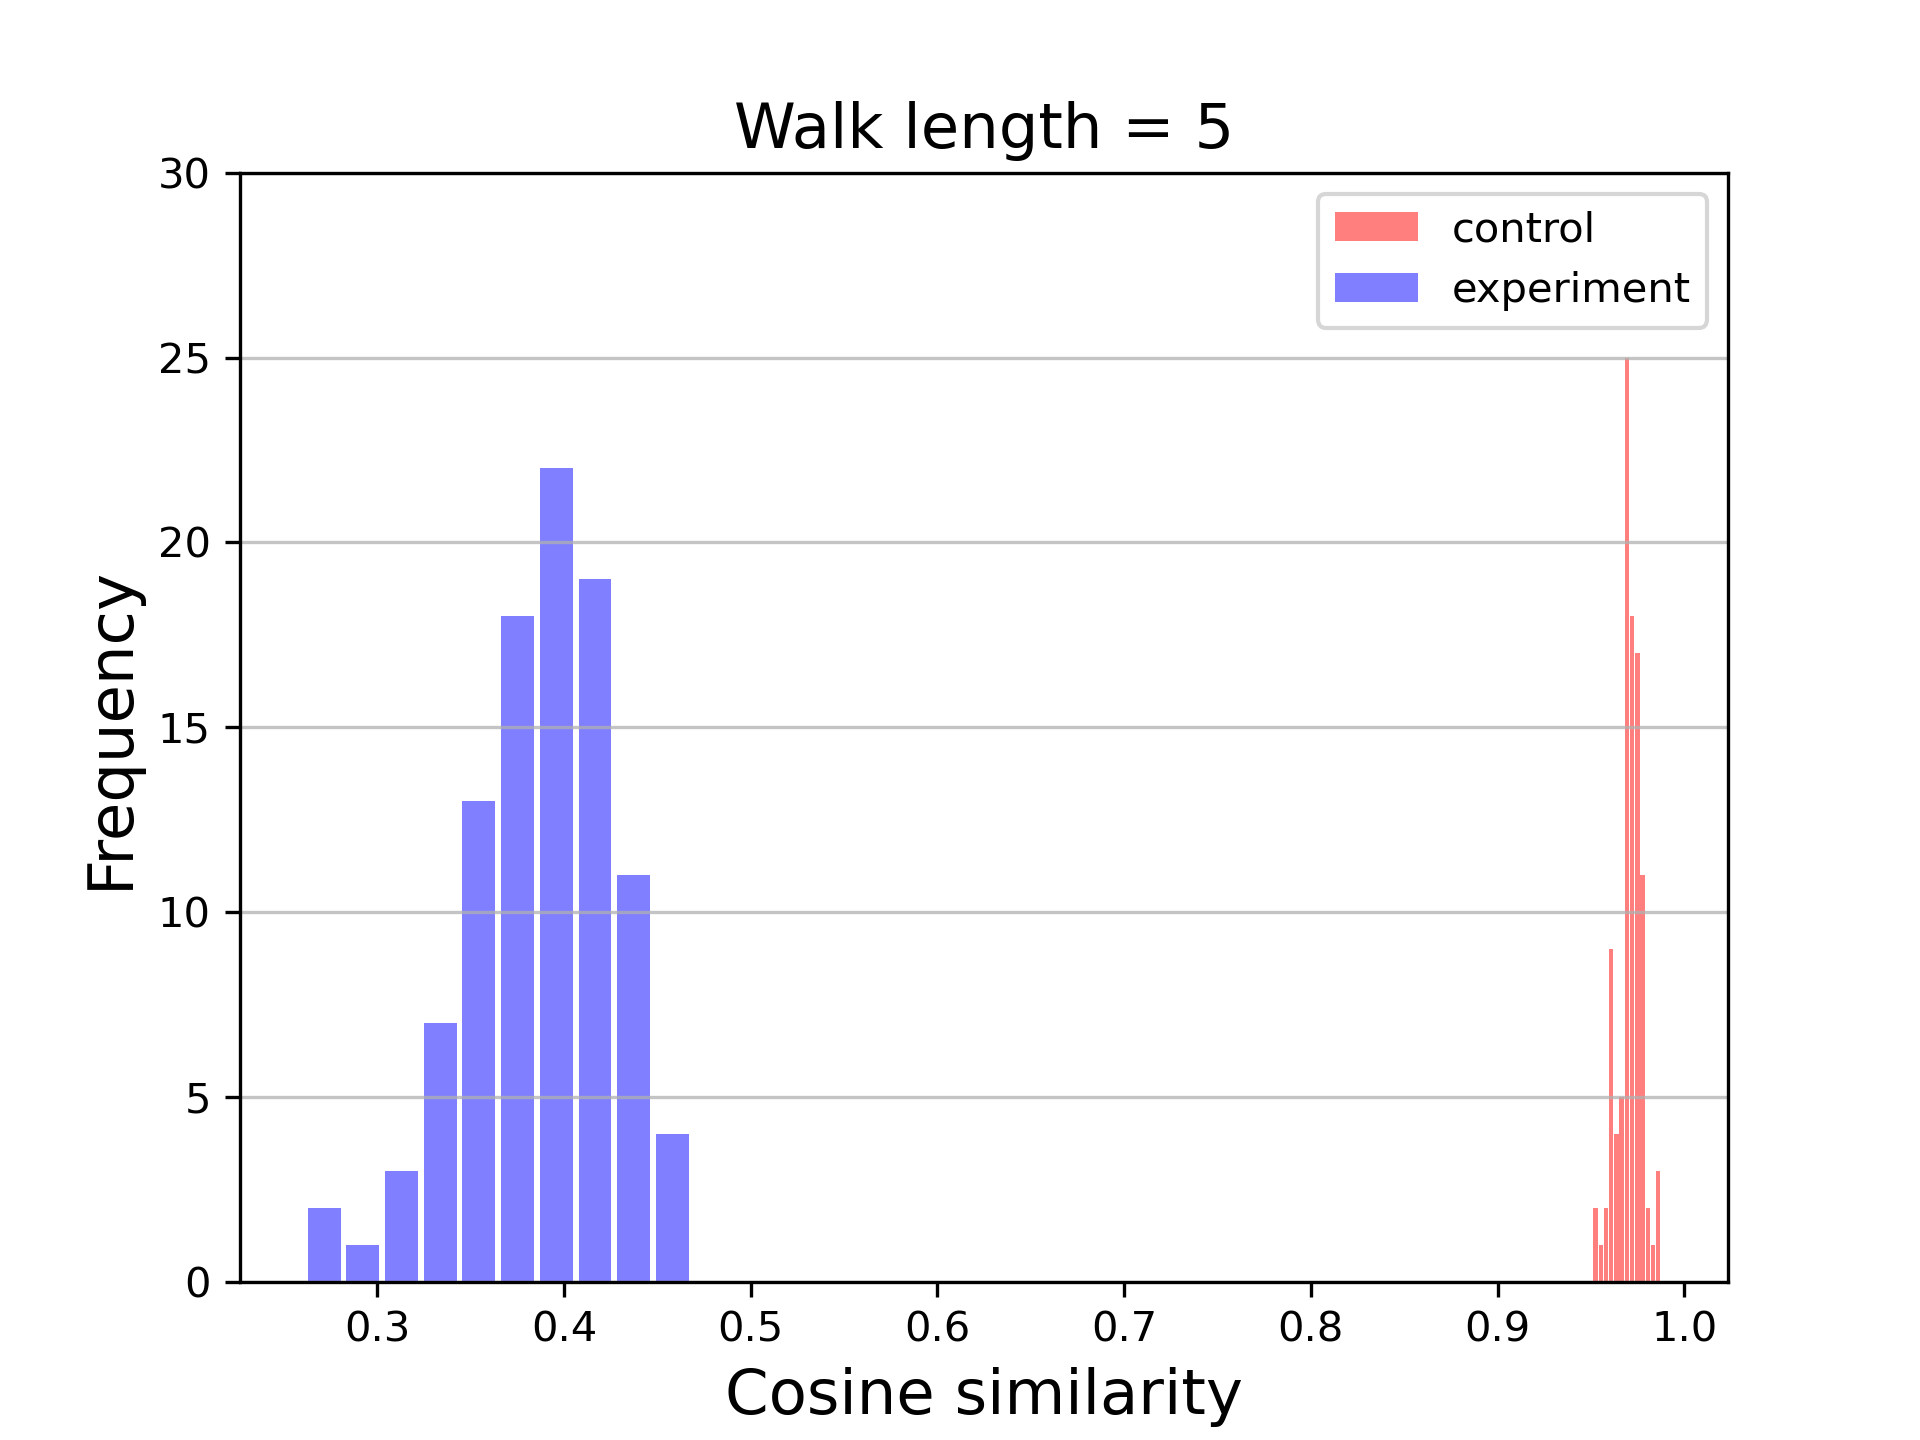 Walk length = 5
30
25
20
15
10
5
0
Frequency
control
experiment
0.3 0.4 0.5 0.6 0.7 0.8 0.9 1.0
Cosine similarity